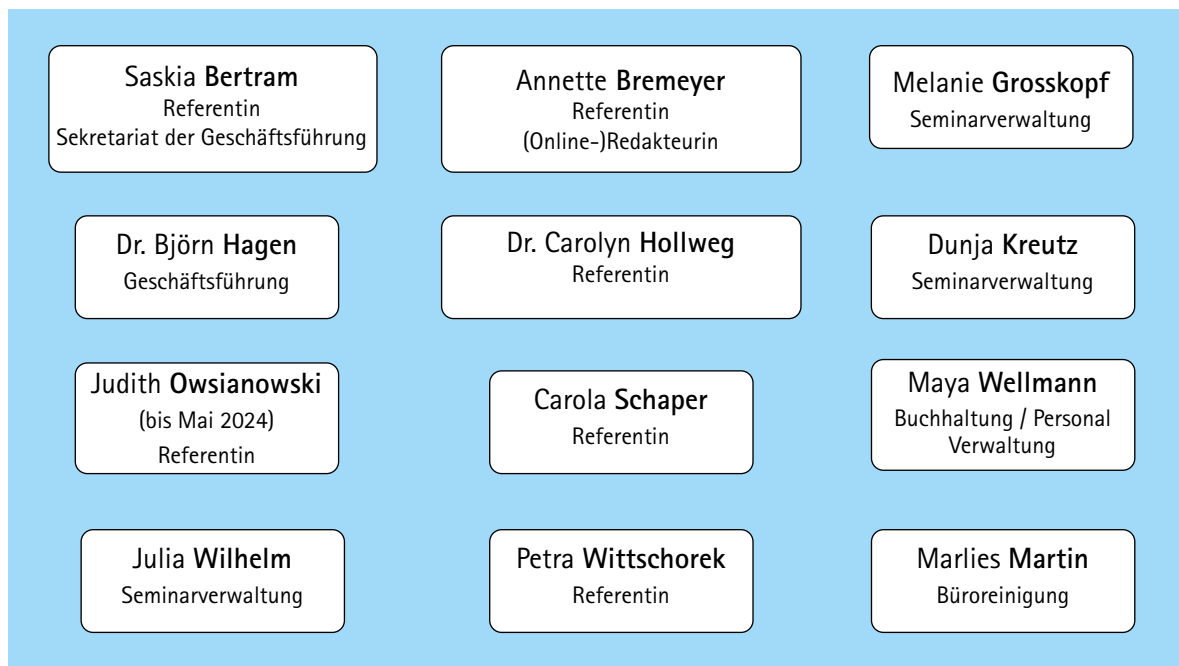 Saskia Bertram
Referentin
Sekretariat der Geschäftsführung
Annette Bremeyer
Referentin
(Online-)Redakteurin
Melanie Grosskopf
Seminarverwaltung
Dr. Björn Hagen
Geschäftsführung
Dr. Carolyn Hollweg
Referentin
Dunja Kreutz
Seminarverwaltung
Judith Owsianowski
(bis Mai 2024)
Referentin
Carola Schaper
Referentin
Maya Wellmann
Buchhaltung / Personal
Verwaltung
Julia Wilhelm
Seminarverwaltung
Petra Wittschorek
Referentin
Marlies Martin
Büroreinigung